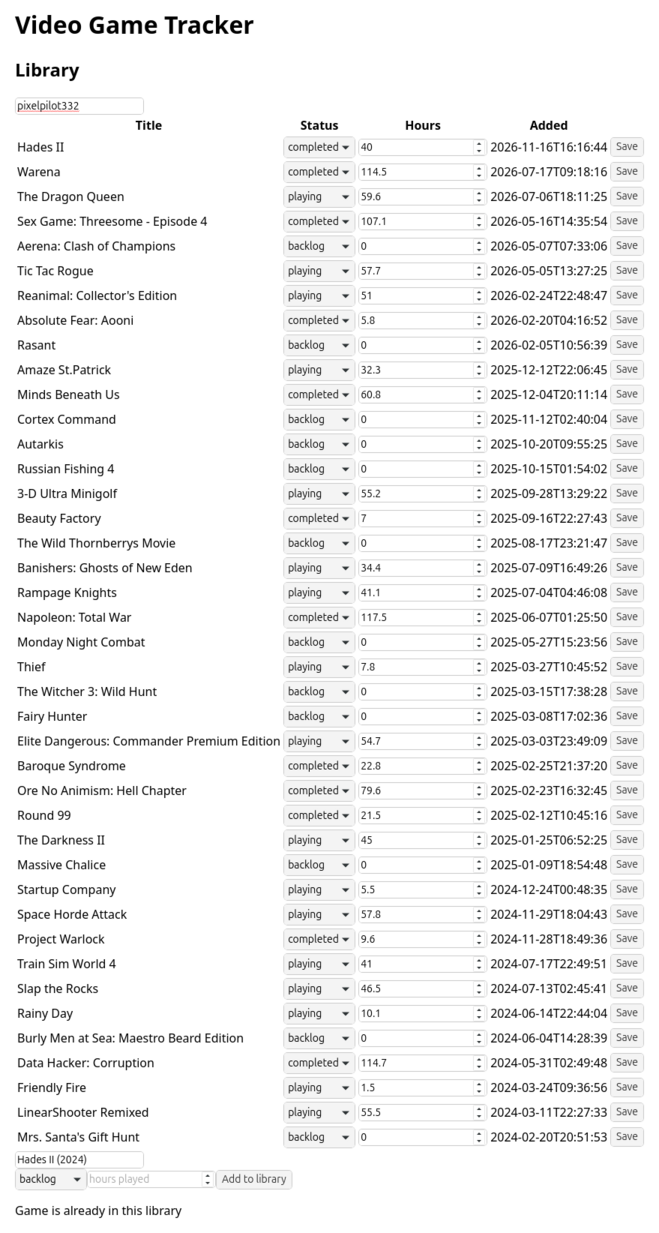 Video Game Tracker
Library
pixelpilot332
Title Status Hours Added
Hades II completed 40 2026-11-16T16:16:44 Save
Warena completed 114.5 2026-07-17T09:18:16 Save
The Dragon Queen playing 59.6 2026-07-06T18:11:25 Save
Sex Game: Threesome - Episode 4 completed 107.1 2026-05-16T14:35:54 Save
Aerena: Clash of Champions backlog 0 2026-05-07T07:33:06 Save
Tic Tac Rogue playing 57.7 2026-05-05T13:27:25 Save
Reanimal: Collector's Edition playing 51 2026-02-24T22:48:47 Save
Absolute Fear: Aooni completed 5.8 2026-02-20T04:16:52 Save
Rasant backlog 0 2026-02-05T10:56:39 Save
Amaze St.Patrick playing 32.3 2025-12-12T22:06:45 Save
Minds Beneath Us completed 60.8 2025-12-04T20:11:14 Save
Cortex Command backlog 0 2025-11-12T02:40:04 Save
Autarkis backlog 0 2025-10-20T09:55:25 Save
Russian Fishing 4 backlog 0 2025-10-15T01:54:02 Save
3-D Ultra Minigolf playing 55.2 2025-09-28T13:29:22 Save
Beauty Factory completed 7 2025-09-16T22:27:43 Save
The Wild Thornberrys Movie backlog 0 2025-08-17T23:21:47 Save
Banishers: Ghosts of New Eden playing 34.4 2025-07-09T16:49:26 Save
Rampage Knights playing 41.1 2025-07-04T04:46:08 Save
Napoleon: Total War completed 117.5 2025-06-07T01:25:50 Save
Monday Night Combat backlog 0 2025-05-27T15:23:56 Save
Thief playing 7.8 2025-03-27T10:45:52 Save
The Witcher 3: Wild Hunt backlog 0 2025-03-15T17:38:28 Save
Fairy Hunter backlog 0 2025-03-08T17:02:36 Save
Elite Dangerous: Commander Premium Edition playing 54.7 2025-03-03T23:49:09 Save
Baroque Syndrome completed 22.8 2025-02-25T21:37:20 Save
Ore No Animism: Hell Chapter completed 79.6 2025-02-23T16:32:45 Save
Round 99 completed 21.5 2025-02-12T10:45:16 Save
The Darkness II playing 45 2025-01-25T06:52:25 Save
Massive Chalice backlog 0 2025-01-09T18:54:48 Save
Startup Company playing 5.5 2024-12-24T00:48:35 Save
Space Horde Attack playing 57.8 2024-11-29T18:04:43 Save
Project Warlock completed 9.6 2024-11-28T18:49:36 Save
Train Sim World 4 playing 41 2024-07-17T22:49:51 Save
Slap the Rocks playing 46.5 2024-07-13T02:45:41 Save
Rainy Day playing 10.1 2024-06-14T22:44:04 Save
Burly Men at Sea: Maestro Beard Edition backlog 0 2024-06-04T14:28:39 Save
Data Hacker: Corruption completed 114.7 2024-05-31T02:49:48 Save
Friendly Fire playing 1.5 2024-03-24T09:36:56 Save
LinearShooter Remixed playing 55.5 2024-03-11T22:27:33 Save
Mrs. Santa's Gift Hunt backlog 0 2024-02-20T20:51:53 Save
Hades II (2024)
backlog hours played Add to library
Game is already in this library